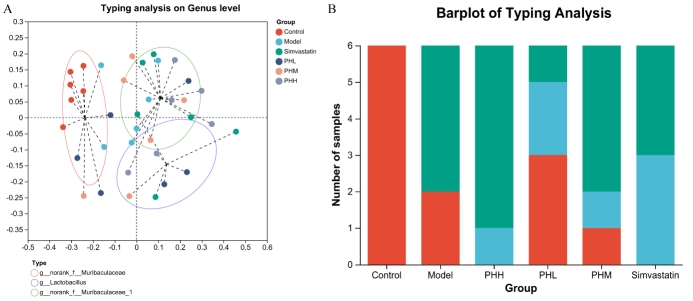 A
Typing analysis on Genus level
Group
Control
Model
Simvastatin
PHL
PHM
PHH
0.3
0.25
0.2
0.15
0.1
0.05
0
-0.05
-0.1
-0.15
-0.2
-0.25
-0.3
-0.35
-0.5 -0.4 -0.3 -0.2 -0.1 0 0.1 0.2 0.3 0.4 0.5 0.6
Type
g__norank_f__Muribaculaceae
g__Lactobacillus
g__norank_f__Muribaculaceae_1
B
Barplot of Typing Analysis
Number of samples
6
5
4
3
2
1
0
Control Model PHH PHL PHM Simvastatin
Group